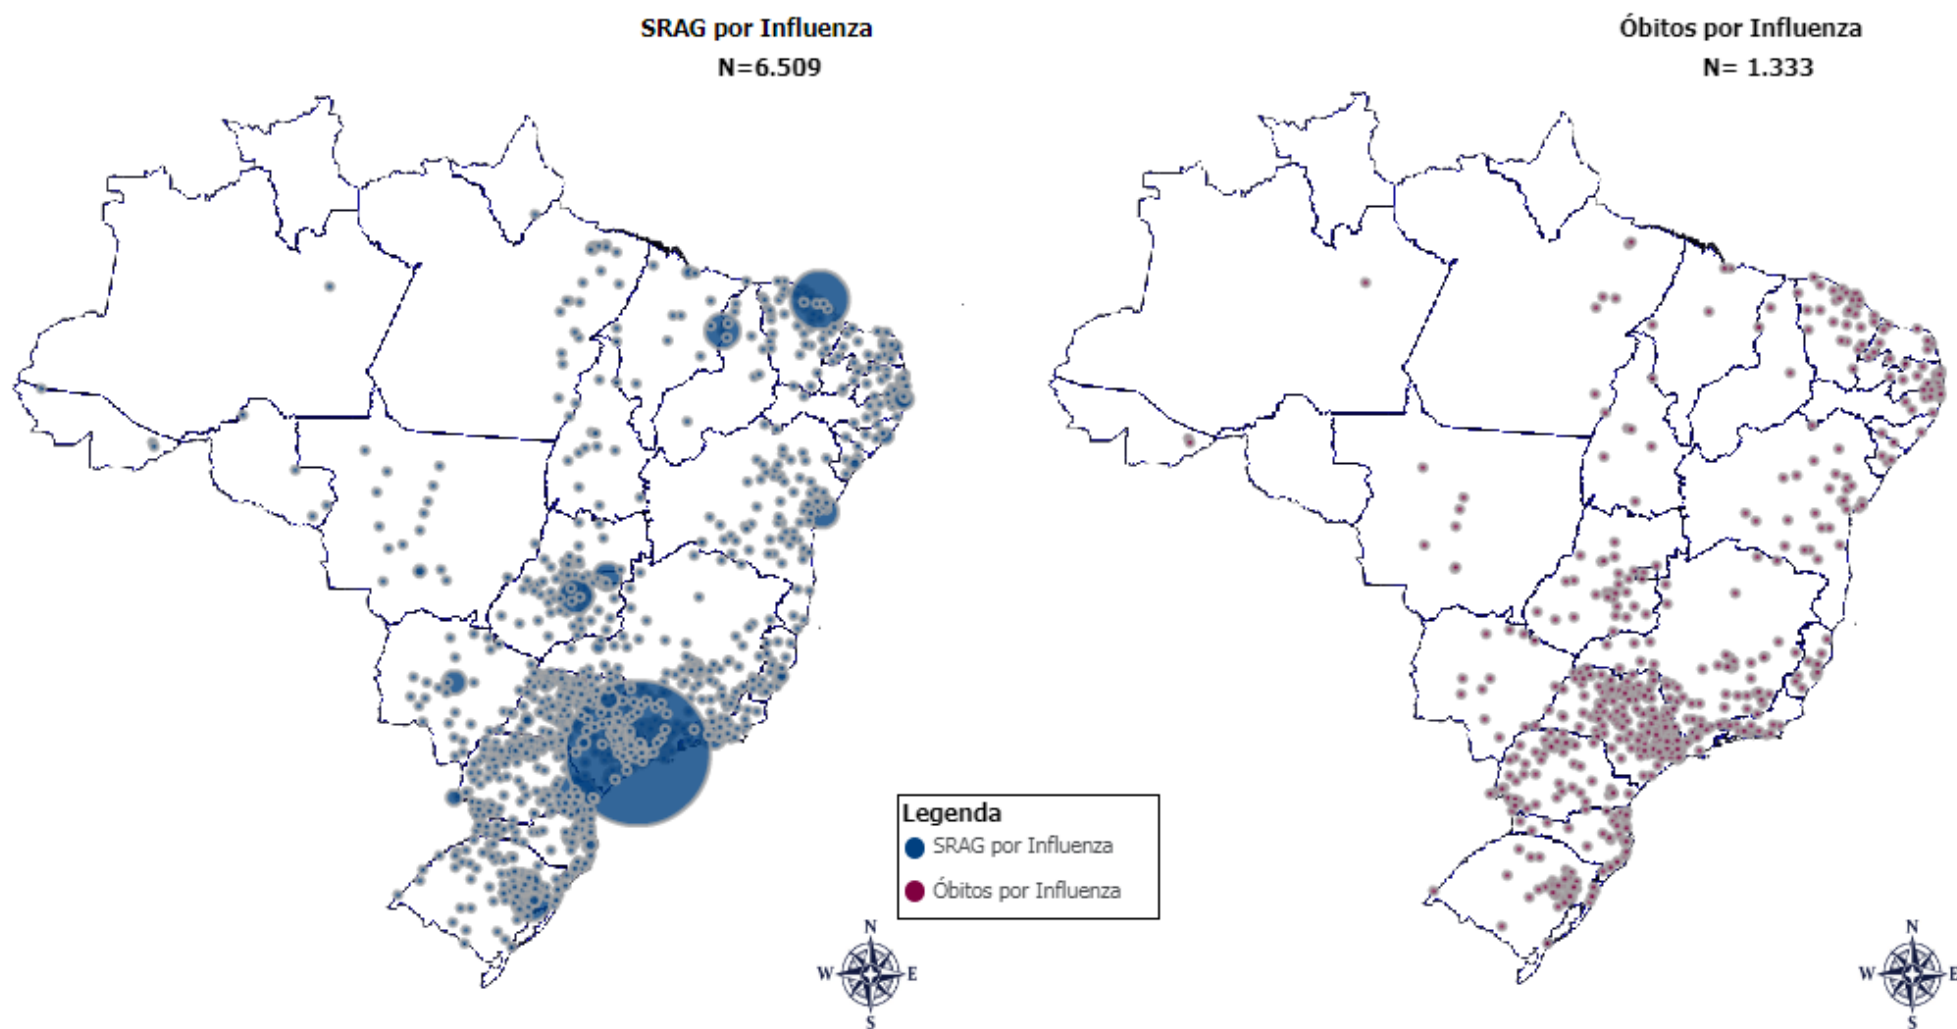 SRAG por Influenza
N=6.509
Óbitos por Influenza
N= 1.333
Legenda
SRAG por Influenza
Óbitos por Influenza
N
W
E
S
N
W
E
S